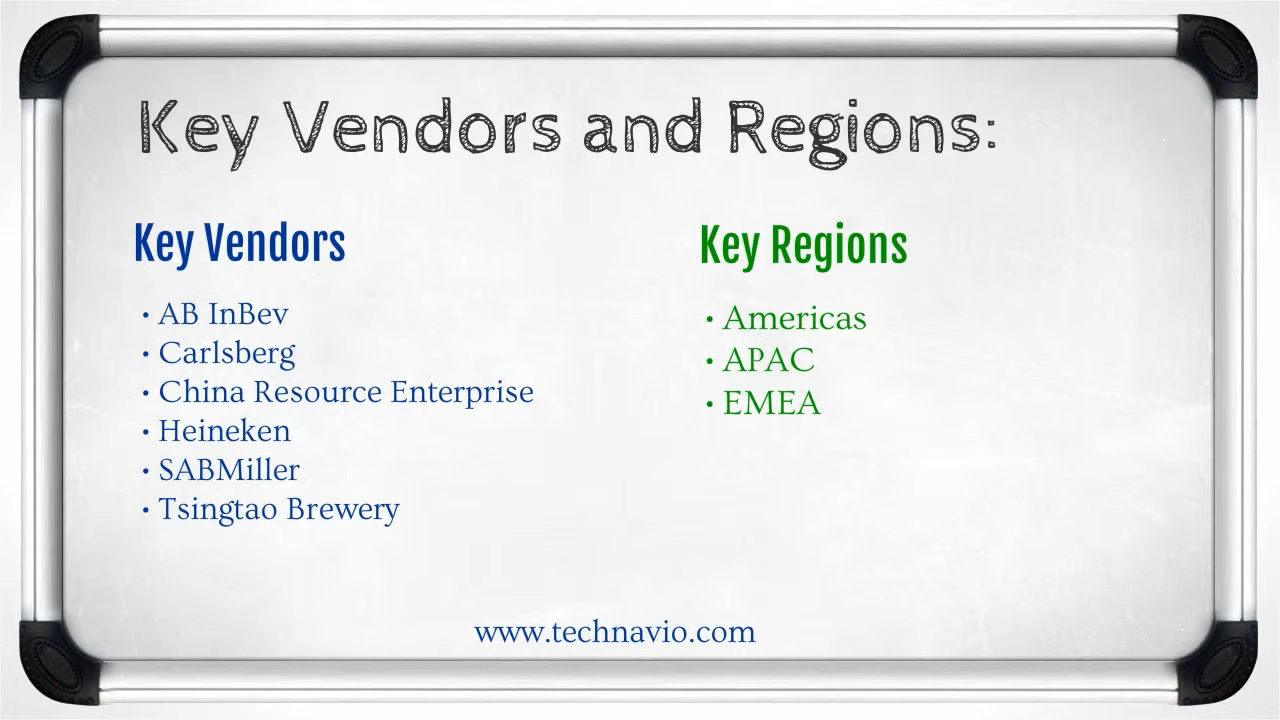 Key Vendors and Regions:
Key Vendors
• AB InBev
• Carlsberg
• China Resource Enterprise
• Heineken
• SABMiller
• Tsingtao Brewery
Key Regions
• Americas
• APAC
• EMEA
www.technavio.com